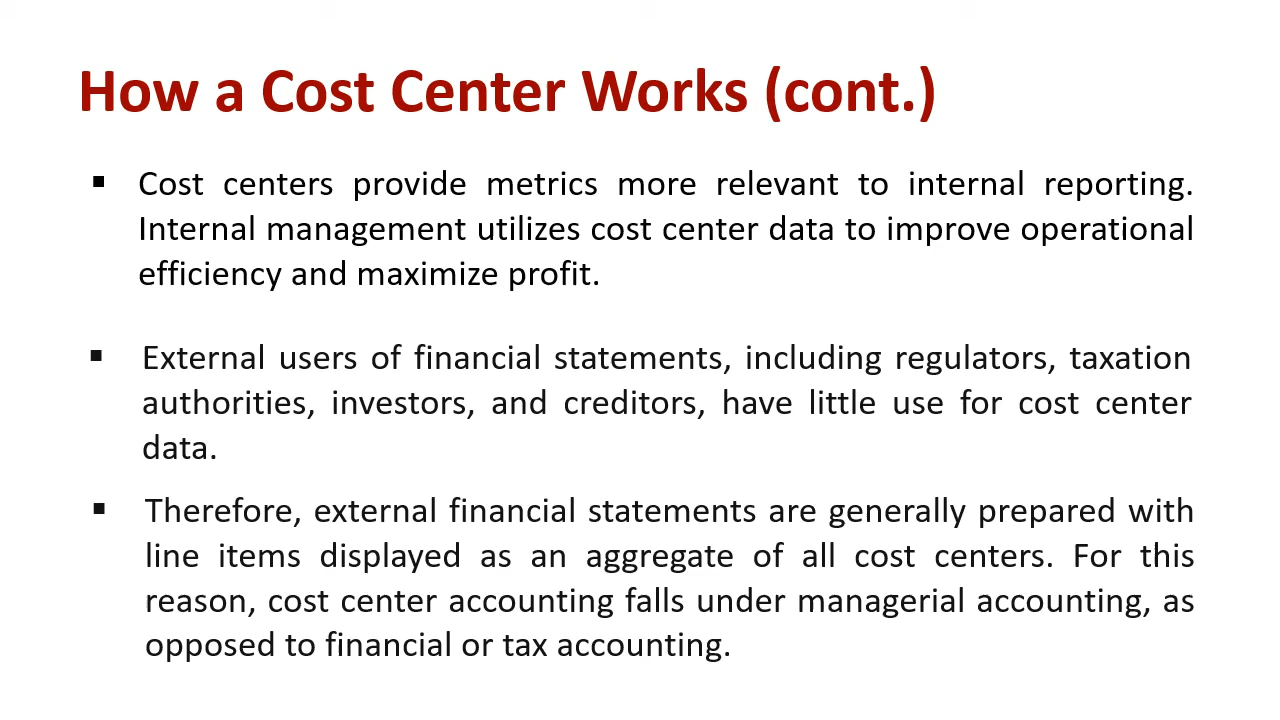 How a Cost Center Works (cont.)
▪ Cost centers provide metrics more relevant to internal reporting.
Internal management utilizes cost center data to improve operational
efficiency and maximize profit.
▪ External users of financial statements, including regulators, taxation
authorities, investors, and creditors, have little use for cost center
data.
▪ Therefore, external financial statements are generally prepared with
line items displayed as an aggregate of all cost centers. For this
reason, cost center accounting falls under managerial accounting, as
opposed to financial or tax accounting.